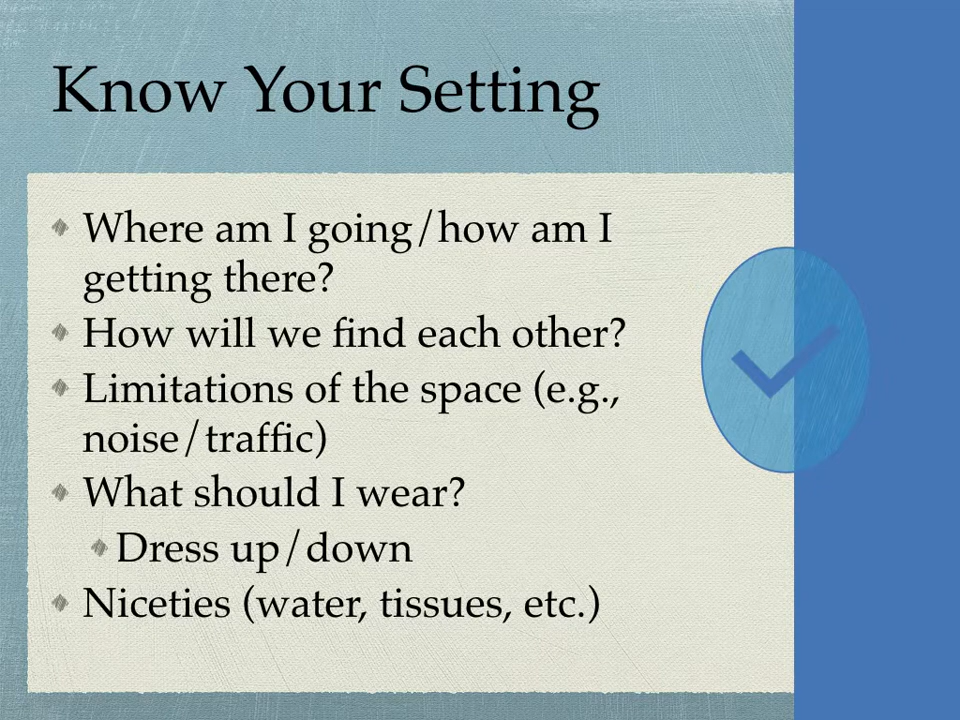 Know Your Setting
Where am I going/how am I
getting there?
How will we find each other?
Limitations of the space (e.g.,
noise/traffic)
What should I wear?
Dress up/down
Niceties (water, tissues, etc.)